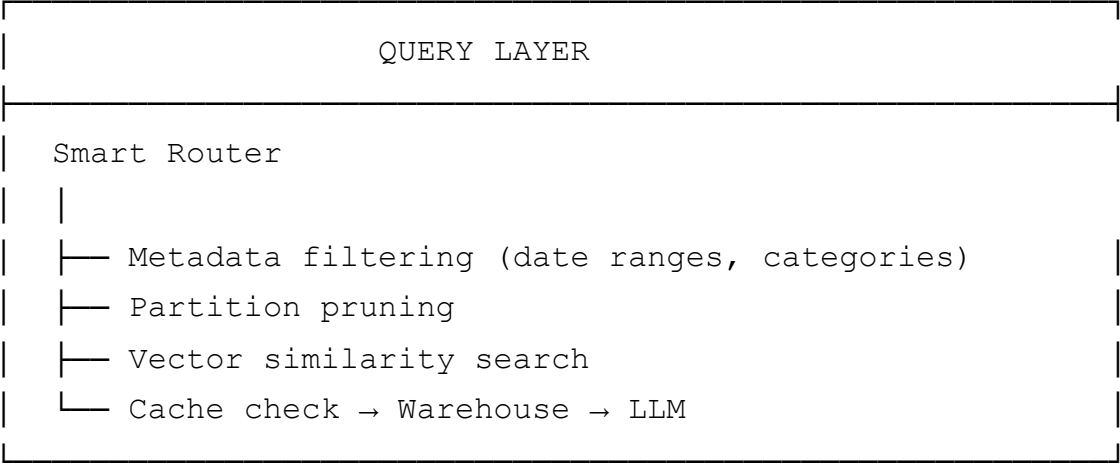 QUERY LAYER
Smart Router
Metadata filtering (date ranges, categories)
Partition pruning
Vector similarity search
Cache check → Warehouse → LLM